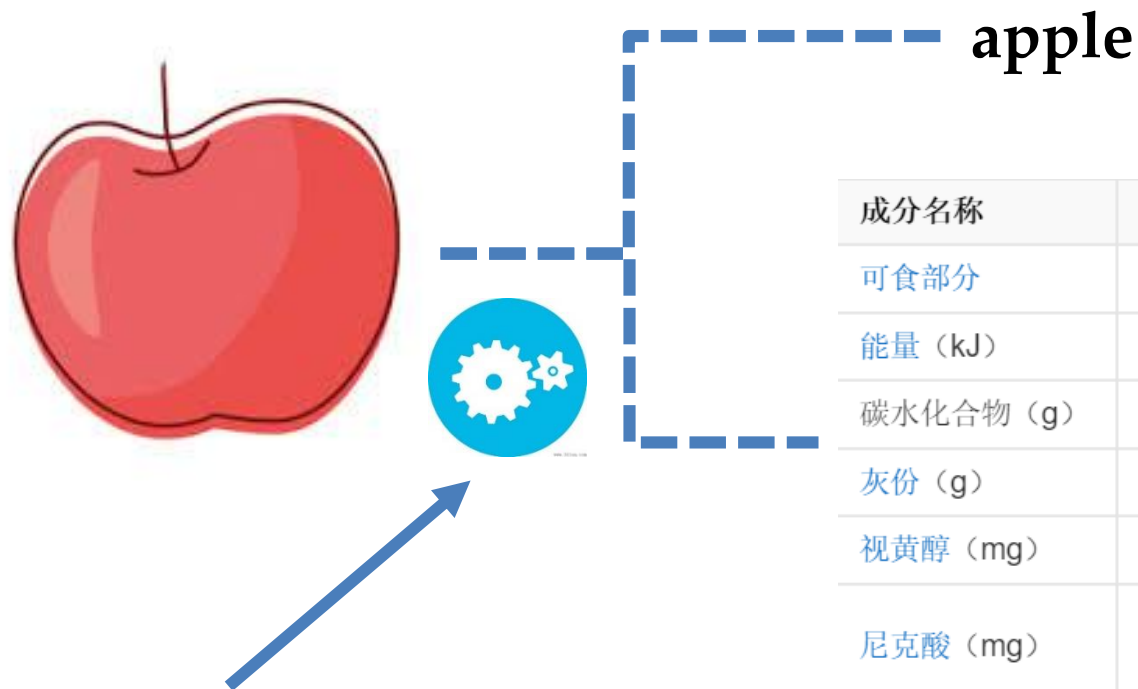 apple
成分名称
可食部分
能量（kJ）
碳水化合物（g）
灰份（g）
视黄醇（mg）
尼克酸（mg）